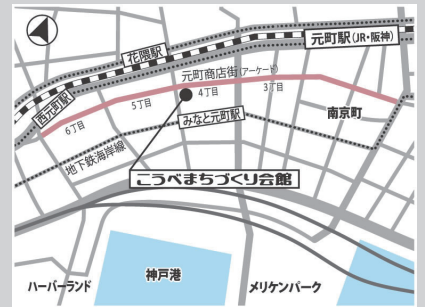 元町駅(JR・阪神)
花隈駅
元町商店街(アーケード)
西元町駅
6丁目
5丁目
4丁目
3丁目
みなと元町駅
南京町
地下鉄海岸線
こうべまちづくり会館
ハーバーランド
神戸港
メリケンパーク